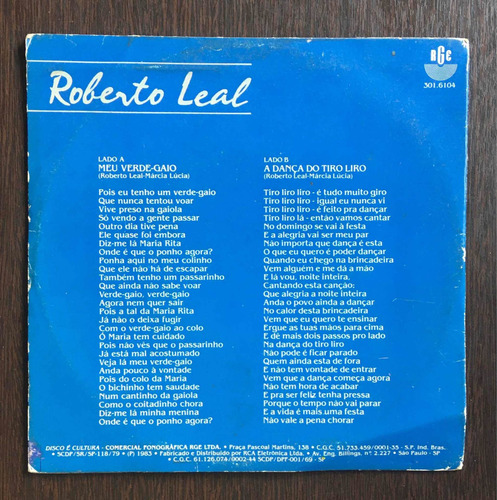 RGE
301.6104
Roberto Leal
LADO A
MEU VERDE-GAIO
(Roberto Leal-Márcia Lúcia)
Pois eu tenho um verde-gaio
Que nunca tentou voar
Vive preso na gaiola
Só vendo a gente passar
Outro dia tive pena
Ele quase foi embora
Diz-me lá Maria Rita
Onde é que o ponho agora?
Ponha aqui no meu colinho
Que ele não há de escapar
Também tenho um passarinho
Que ainda não sabe voar
Verde-gaio, verde-gaio
Agora nem quer sair
Pois a tal da Maria Rita
Já não o deixa fugir
Com o verde-gaio ao colo
Ó Maria tem cuidado
Pois não vês que o passarinho
Já está mal acostumado
Veja lá meu verde-gaio
Anda pouco à vontade
Pois do colo da Maria
O bichinho tem saudade
Num cantinho da gaiola
Como o coitadinho chora
Diz-me lá minha menina
Onde é que o ponho agora?
LADO B
A DANÇA DO TIRO LIRO
(Roberto Leal-Márcia Lúcia)
Tiro liro liro - é tudo muito giro
Tiro liro liro - igual eu nunca vi
Tiro liro liro - é feito pra dançar
Tiro liro lá - então vamos cantar
No domingo se vai à festa
E a alegria vai ser meu par
Não importa que dança é esta
O que eu quero é poder dançar
Quando eu chego na brincadeira
Vem alguém e me dá a mão
E lá vou, noite inteira,
Cantando esta canção:
Que alegria a noite inteira
Anda o povo ainda a dançar
No calor desta brincadeira
Vem que eu quero te ensinar
Ergue as tuas mãos para cima
E dê mais dois passos pro lado
Na dança do tiro liro
Não pode é ficar parado
Quem ainda esta de fora
E não tem vontade de entrar
Vem que a dança começa agora
Não tem hora de acabar
E pra ser feliz tenha pressa
Porque o tempo não vai parar
E a vida é mais uma festa
Não vale a pena chorar
DISCO É CULTURA - COMERCIAL FONOGRÁFICA RGE LTDA. • Praça Pascoal Martins, 138 - C.G.C. 51.733.459/0001-35 - S.P. Ind. Bras.
• SCDP/SR/SP-118/79 • (P) 1983 • Fabricado e Distribuído por RCA Eletrônica Ltda. • Av. Eng. Billings, nº 2.227 • São Paulo - SP •
C.G.C. 61.126.074/0002-44 SCDP/DPF-001/69 - SP